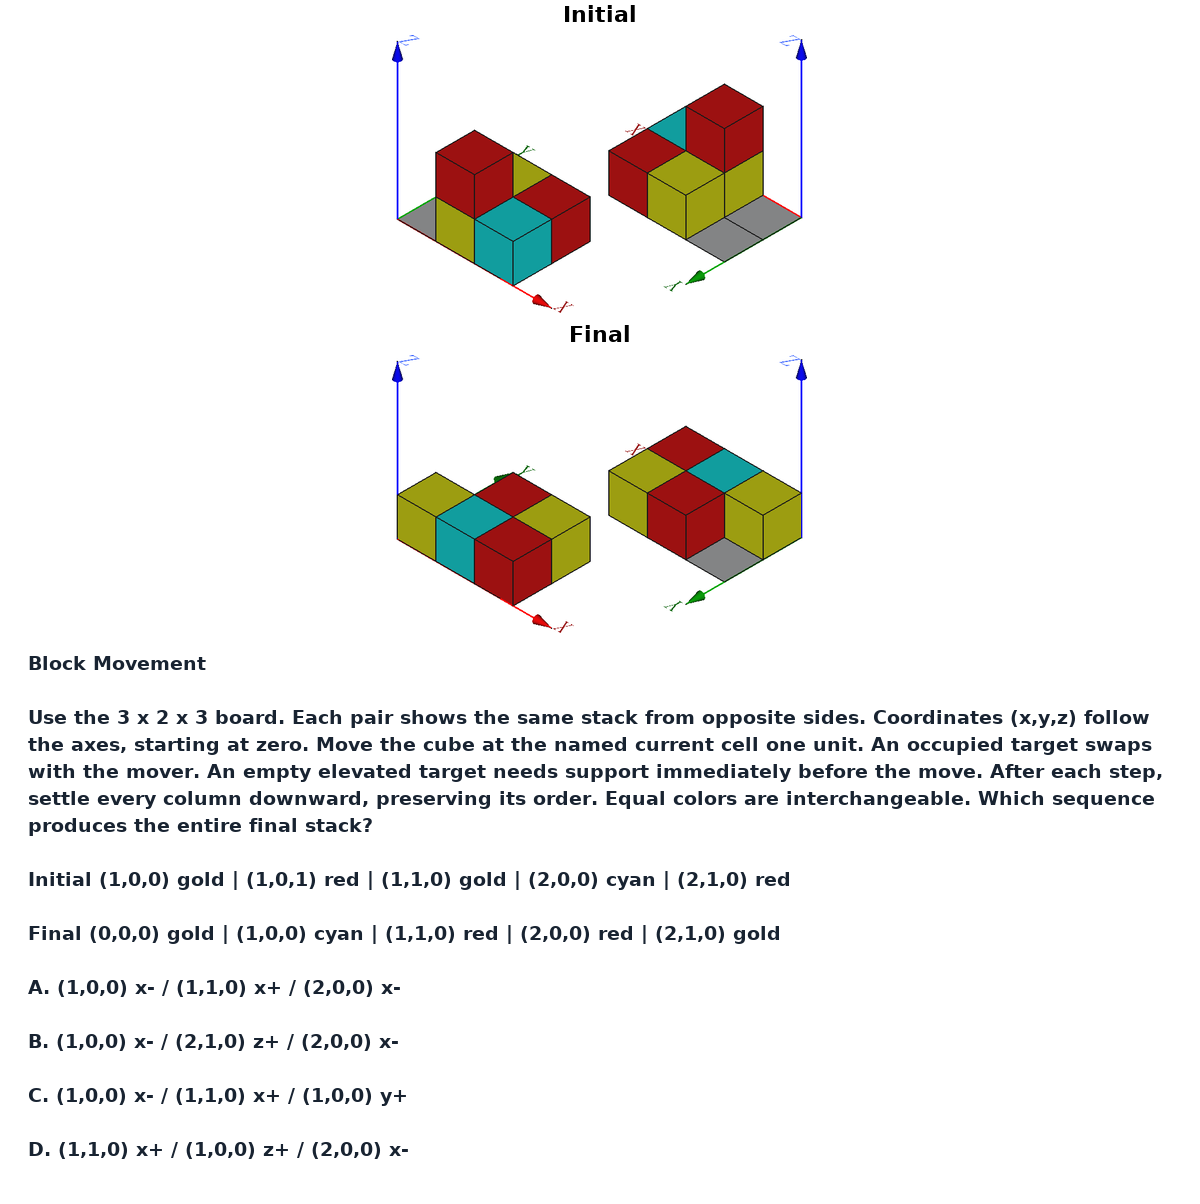 Initial
Z
Z
Y
X
X
Y
Final
Z
Z
Y
X
X
Y
Block Movement
Use the 3 x 2 x 3 board. Each pair shows the same stack from opposite sides. Coordinates (x,y,z) follow
the axes, starting at zero. Move the cube at the named current cell one unit. An occupied target swaps
with the mover. An empty elevated target needs support immediately before the move. After each step,
settle every column downward, preserving its order. Equal colors are interchangeable. Which sequence
produces the entire final stack?
Initial (1,0,0) gold | (1,0,1) red | (1,1,0) gold | (2,0,0) cyan | (2,1,0) red
Final (0,0,0) gold | (1,0,0) cyan | (1,1,0) red | (2,0,0) red | (2,1,0) gold
A. (1,0,0) x- / (1,1,0) x+ / (2,0,0) x-
B. (1,0,0) x- / (2,1,0) z+ / (2,0,0) x-
C. (1,0,0) x- / (1,1,0) x+ / (1,0,0) y+
D. (1,1,0) x+ / (1,0,0) z+ / (2,0,0) x-